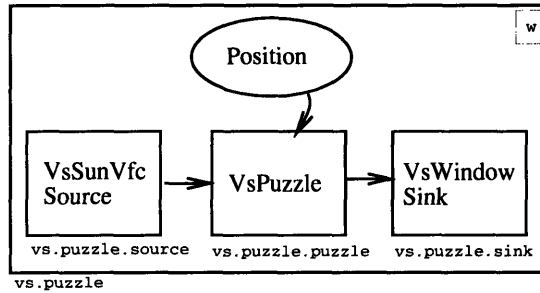 w
Position
VsSunVfc
Source
VsPuzzle
VsWindow
Sink
vs.puzzle.source
vs.puzzle.puzzle
vs.puzzle.sink
vs.puzzle